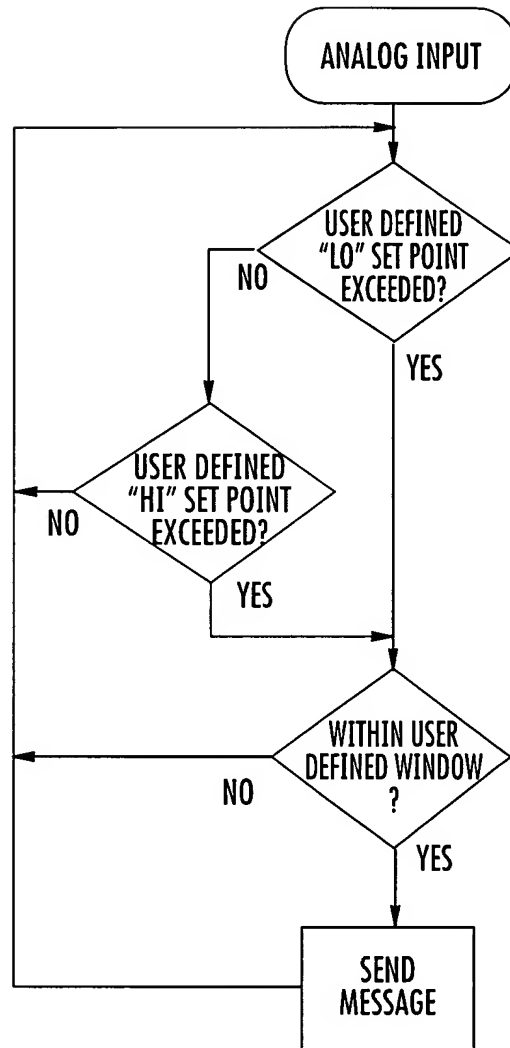 ANALOG INPUT
USER DEFINED
"LO" SET POINT
EXCEEDED?
NO
YES
USER DEFINED
"HI" SET POINT
EXCEEDED?
NO
YES
WITHIN USER
DEFINED WINDOW
?
NO
YES
SEND
MESSAGE